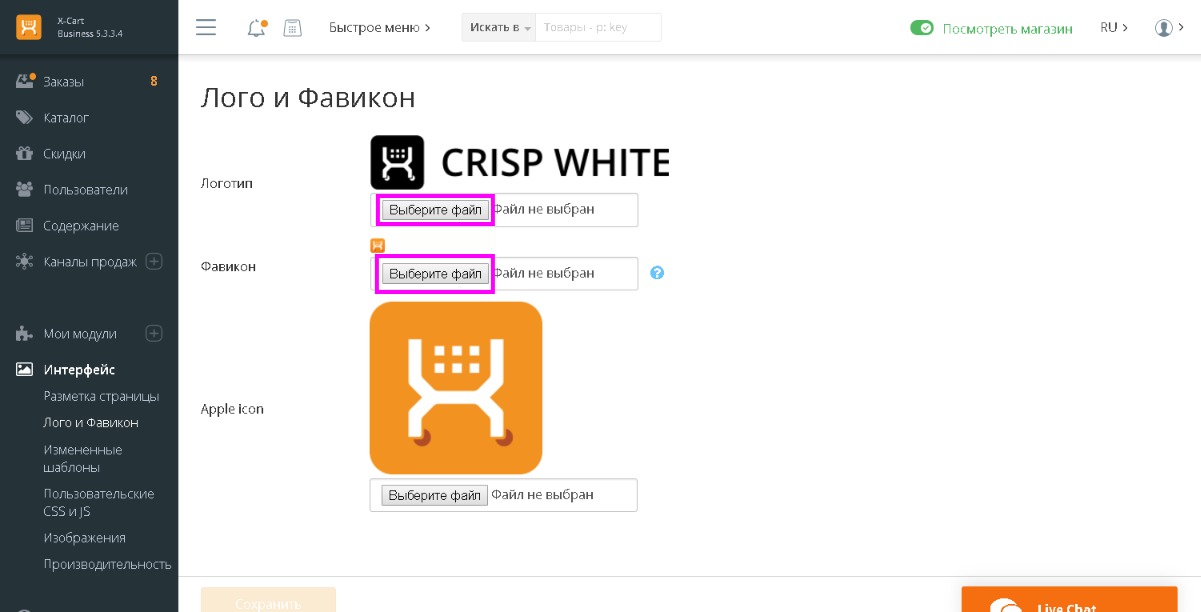 X-Cart
Business 5.3.3.4
Быстрое меню
Искать в
Товары - p: key
Посмотреть магазин
RU
Заказы
8
Каталог
Скидки
Пользователи
Содержание
Каналы продаж
Мои модули
Интерфейс
Разметка страницы
Лого и Фавикон
Измененные
шаблоны
Пользовательские
CSS и JS
Изображения
Производительность
Лого и Фавикон
CRISP WHITE
Логотип
Выберите файл
Файл не выбран
Фавикон
Выберите файл
Файл не выбран
?
Apple icon
Выберите файл
Файл не выбран
Сохранить
Live Chat